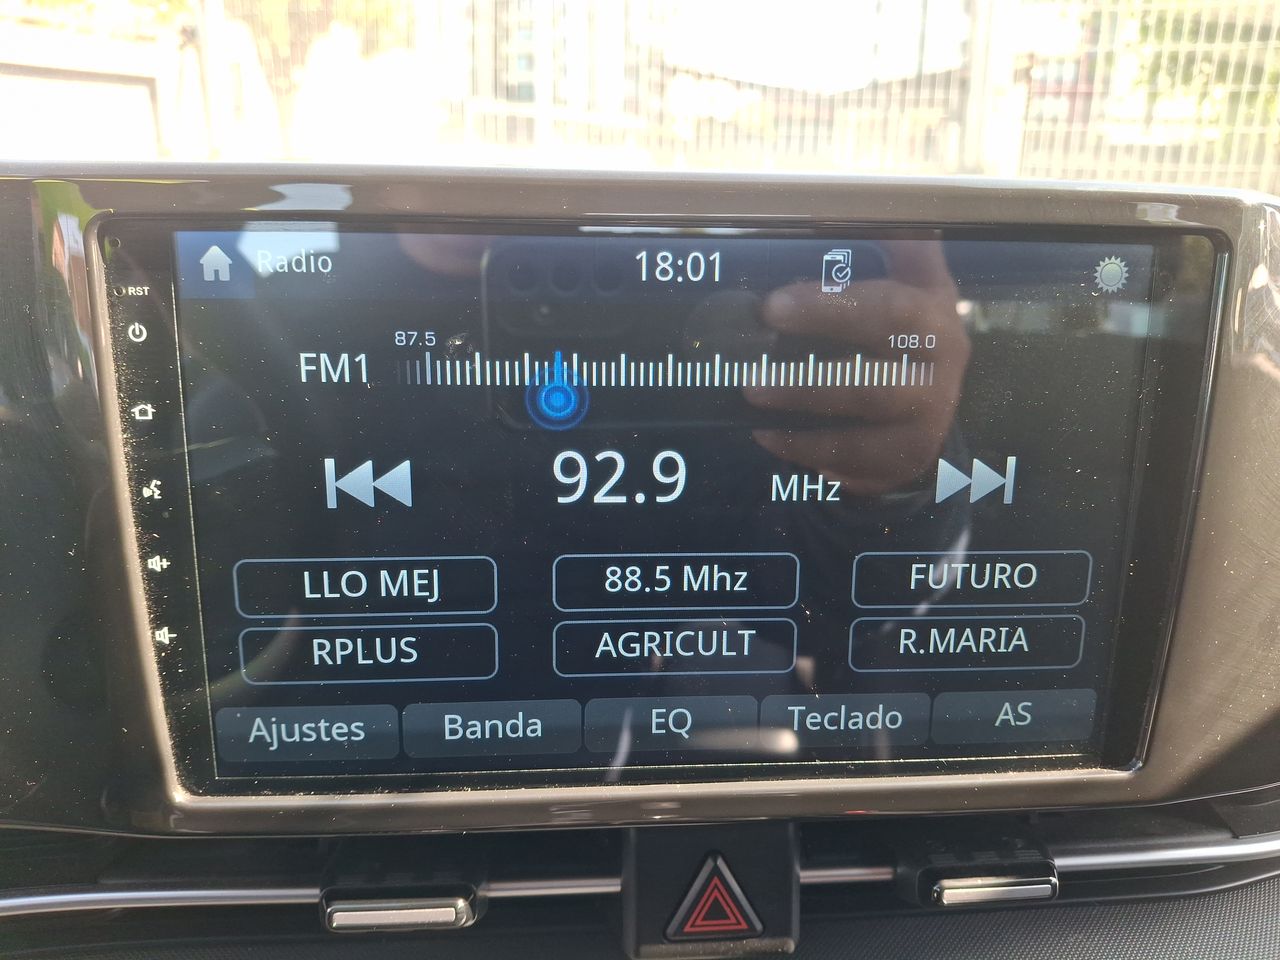 Radio
18:01
RST
87.5
108.0
FM1
92.9 MHz
LLO MEJ
88.5 Mhz
FUTURO
RPLUS
AGRICULT
R.MARIA
Ajustes
Banda
EQ
Teclado
AS